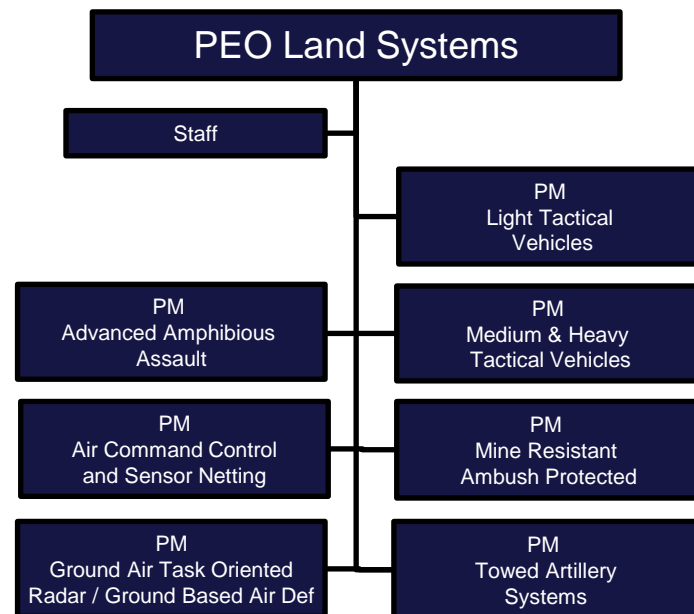 PEO Land Systems
Staff
PM
Light Tactical
Vehicles
PM
Advanced Amphibious
Assault
PM
Medium & Heavy
Tactical Vehicles
PM
Air Command Control
and Sensor Netting
PM
Mine Resistant
Ambush Protected
PM
Ground Air Task Oriented
Radar / Ground Based Air Def
PM
Towed Artillery
Systems